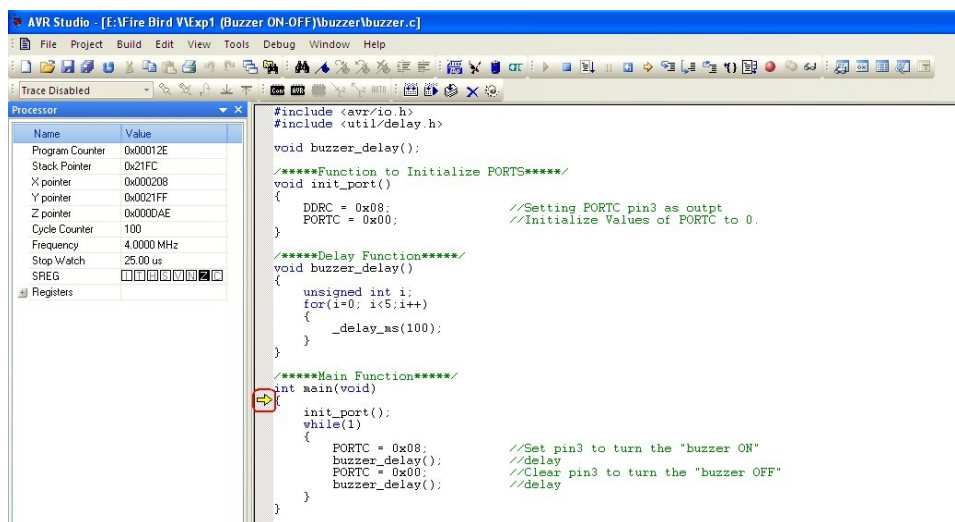 AVR Studio - [E:\Fire Bird V\Exp1 (Buzzer ON-OFF)\buzzer\buzzer.c]
File Project Build Edit View Tools Debug Window Help
Trace Disabled
Processor
Name Value
Program Counter 0x00012E
Stack Pointer 0x21FC
X pointer 0x000208
Y pointer 0x0021FF
Z pointer 0x000DAE
Cycle Counter 100
Frequency 4.0000 MHz
Stop Watch 25.00 us
SREG I T H S V N Z C
Registers
#include <avr/io.h>
#include <util/delay.h>
void buzzer_delay();
/*****Function to Initialize PORTS*****/
void init_port()
{
DDRC = 0x08; //Setting PORTC pin3 as outpt
PORTC = 0x00; //Initialize Values of PORTC to 0.
}
/*****Delay Function*****/
void buzzer_delay()
{
unsigned int i;
for(i=0; i<5;i++)
{
_delay_ms(100);
}
}
/*****Main Function*****/
int main(void)
{
init_port();
while(1)
{
PORTC = 0x08; //Set pin3 to turn the "buzzer ON"
buzzer_delay(); //delay
PORTC = 0x00; //Clear pin3 to turn the "buzzer OFF"
buzzer_delay(); //delay
}
}